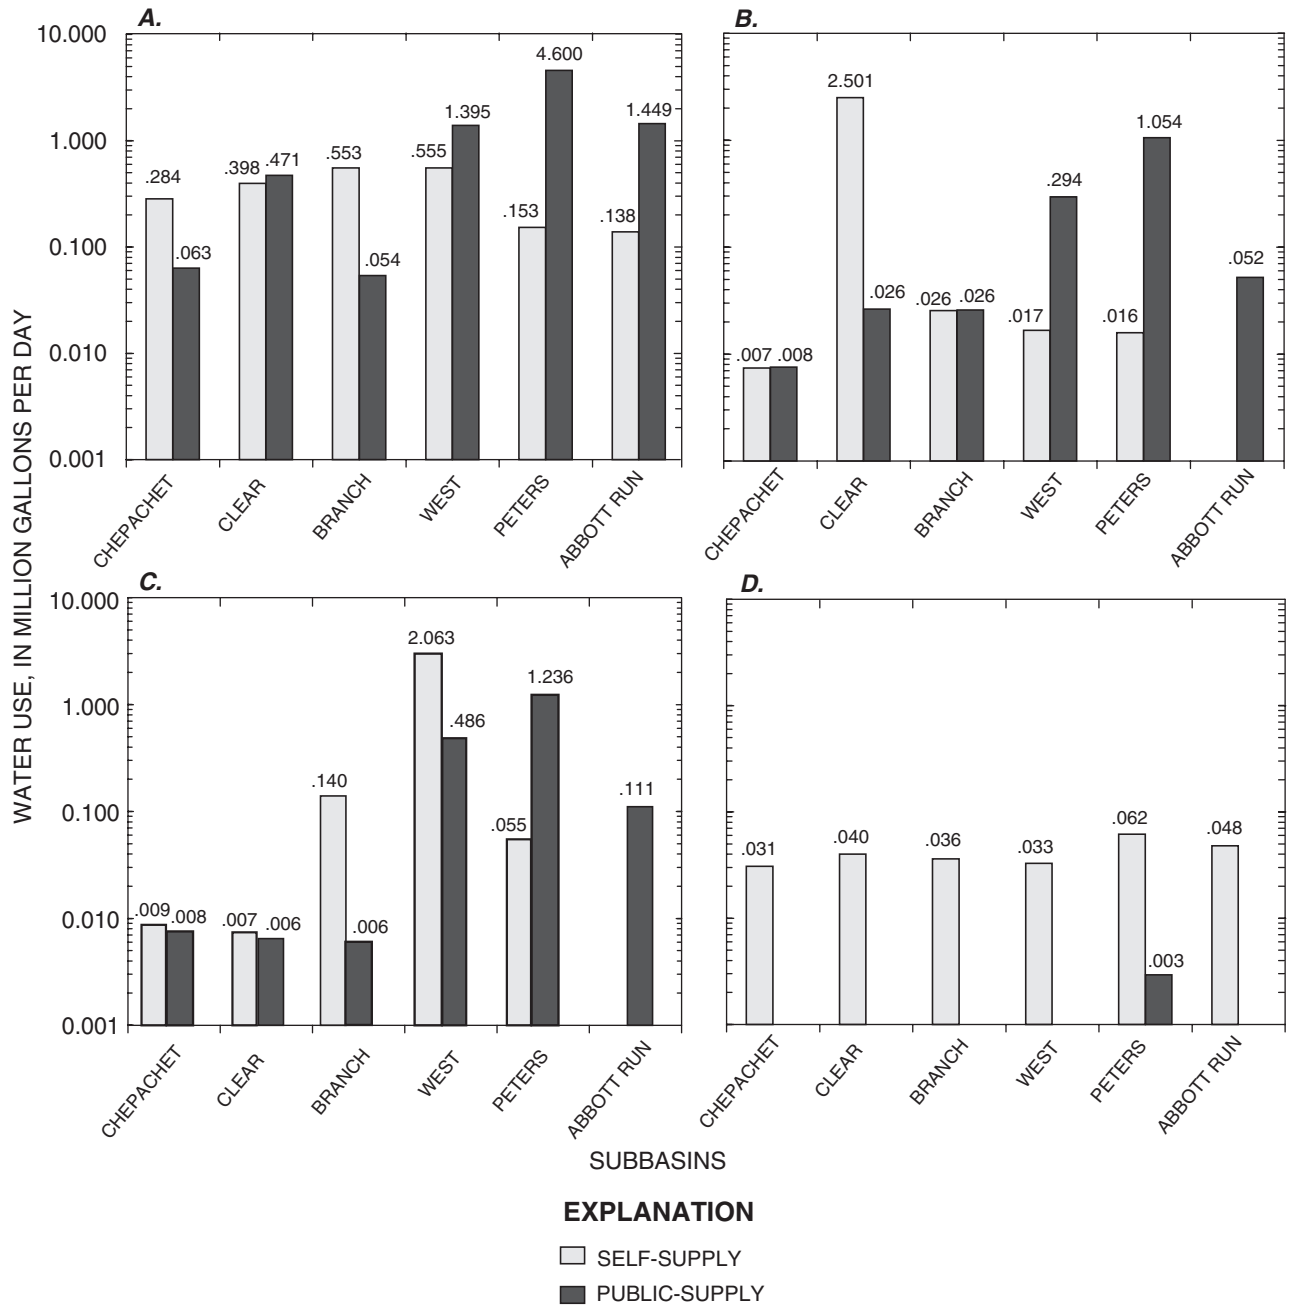 A.
10.000
1.000
0.100
0.010
0.001
.284
.063
.398
.471
.553
.054
.555
1.395
.153
4.600
.138
1.449
CHEPACHET
CLEAR
BRANCH
WEST
PETERS
ABBOTT RUN
B.
.007
.008
2.501
.026
.026
.026
.017
.294
.016
1.054
.052
CHEPACHET
CLEAR
BRANCH
WEST
PETERS
ABBOTT RUN
WATER USE, IN MILLION GALLONS PER DAY
C.
10.000
1.000
0.100
0.010
0.001
.009
.008
.007
.006
.140
.006
2.063
.486
.055
1.236
.111
CHEPACHET
CLEAR
BRANCH
WEST
PETERS
ABBOTT RUN
D.
.031
.040
.036
.033
.062
.003
.048
CHEPACHET
CLEAR
BRANCH
WEST
PETERS
ABBOTT RUN
SUBBASINS
EXPLANATION
SELF-SUPPLY
PUBLIC-SUPPLY